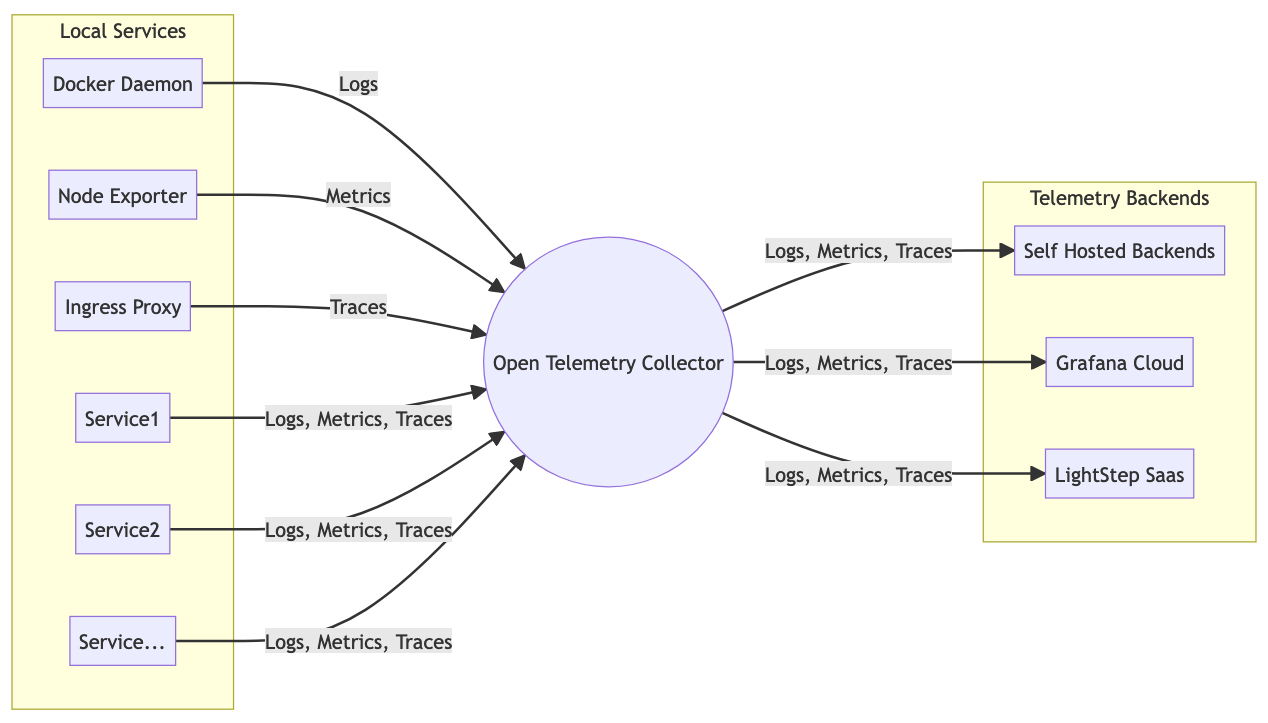 Local Services
Docker Daemon
Logs
Node Exporter
Metrics
Ingress Proxy
Traces
Service1
Logs, Metrics, Traces
Service2
Logs, Metrics, Traces
Service...
Logs, Metrics, Traces
Open Telemetry Collector
Telemetry Backends
Logs, Metrics, Traces
Self Hosted Backends
Logs, Metrics, Traces
Grafana Cloud
Logs, Metrics, Traces
LightStep Saas